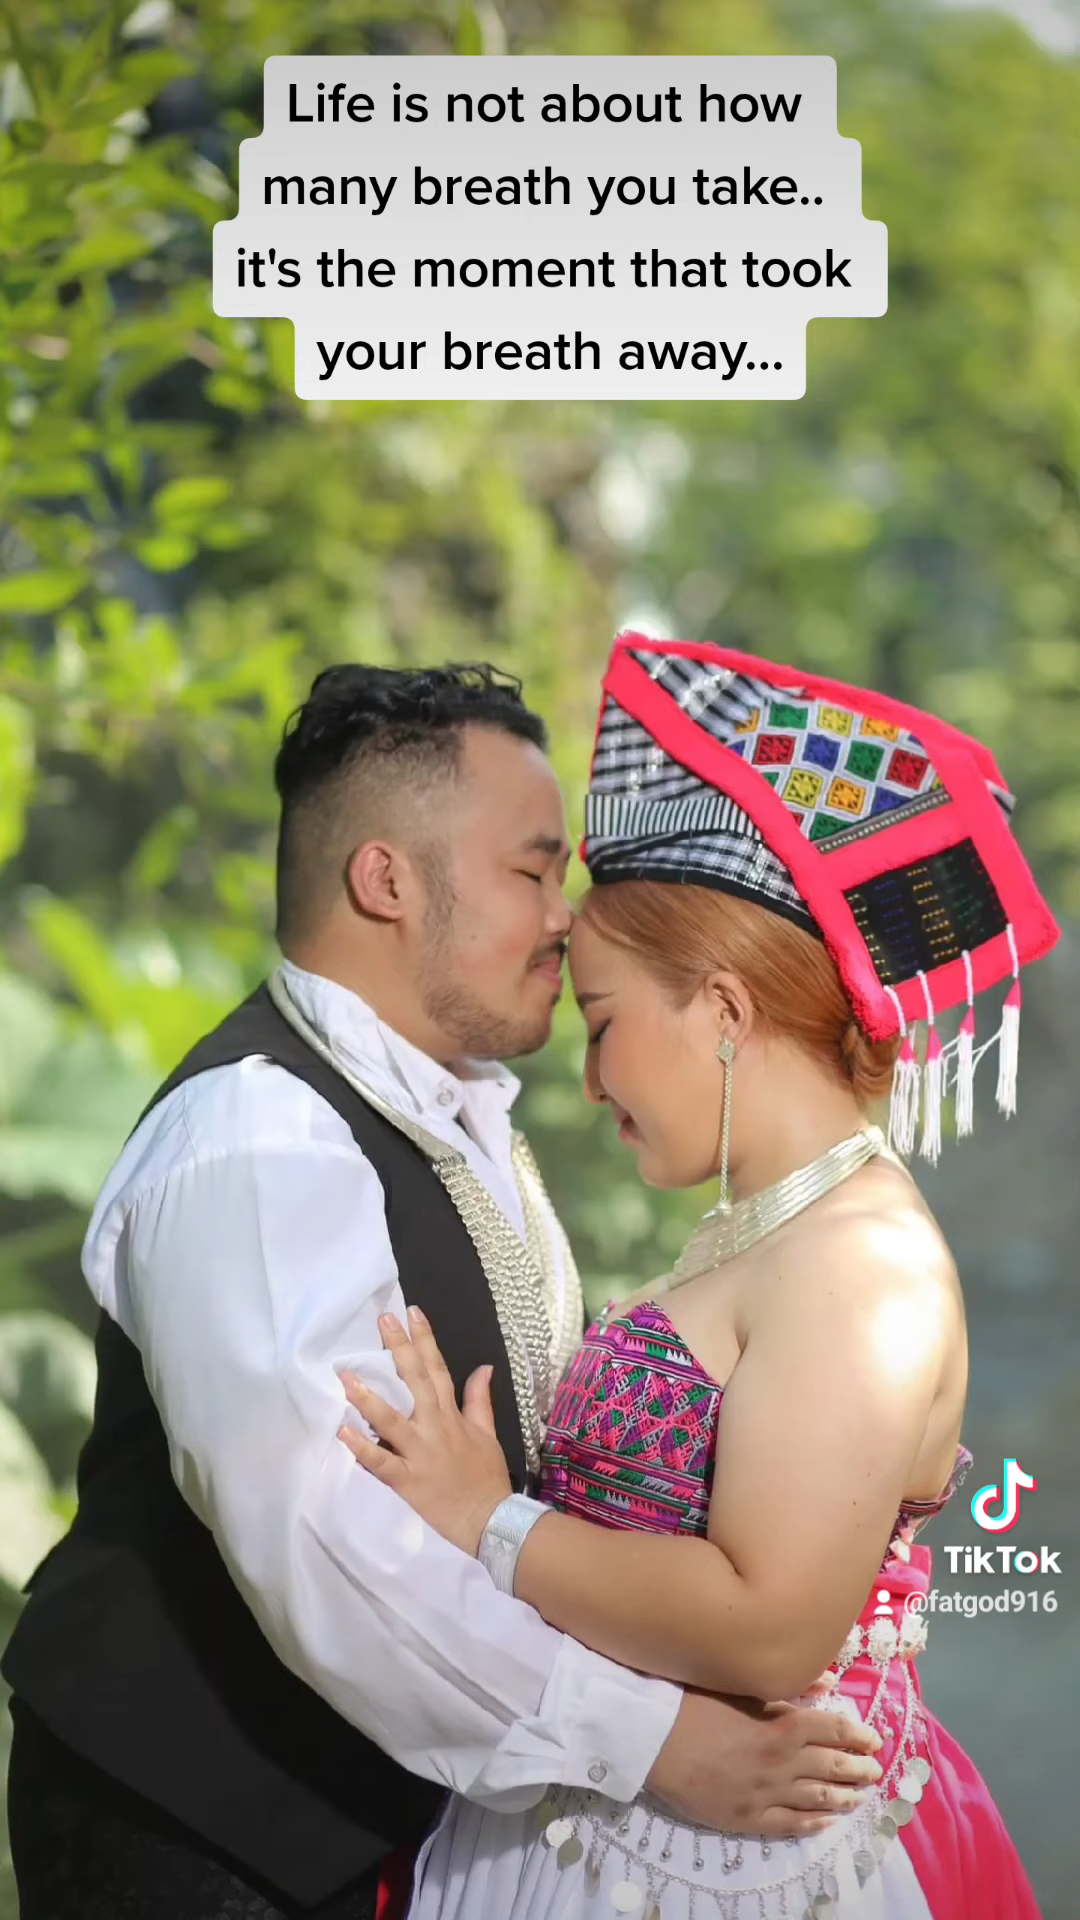 Life is not about how
many breath you take..
it's the moment that took
your breath away...
TikTok
@fatgod916